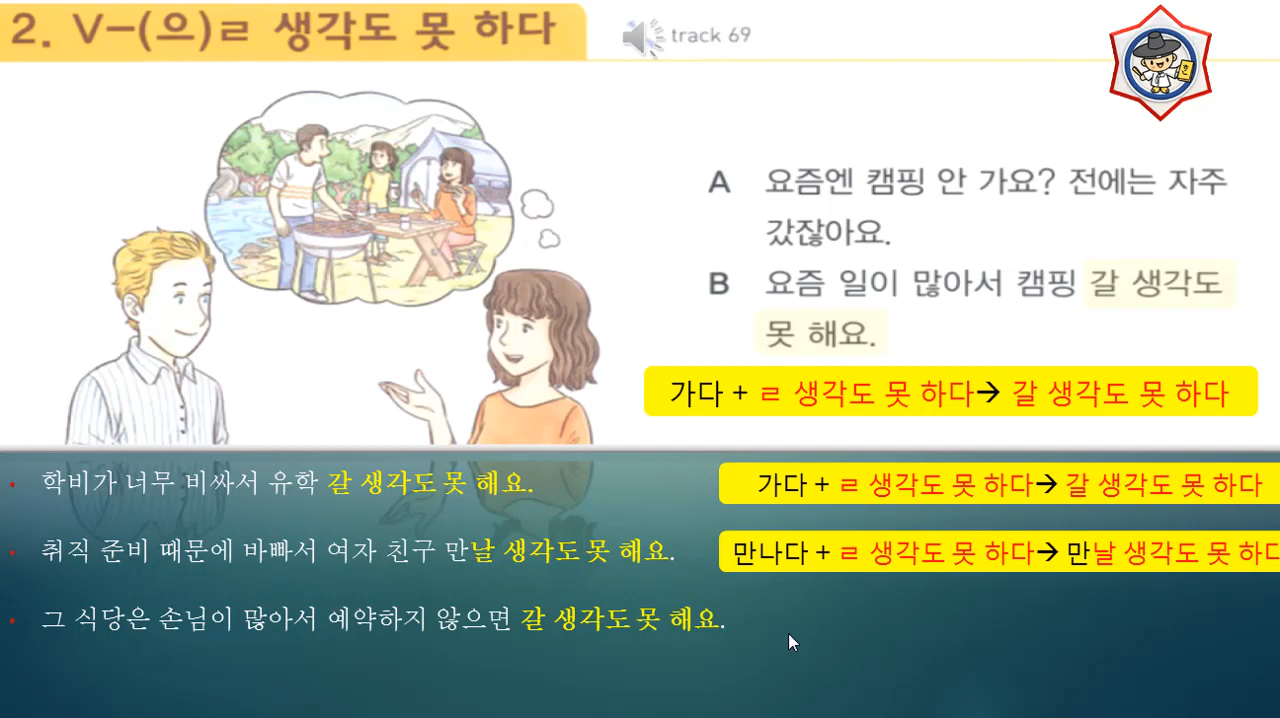 2. V-(으)ㄹ 생각도 못 하다
track 69
A 요즘엔 캠핑 안 가요? 전에는 자주
갔잖아요.
B 요즘 일이 많아서 캠핑 갈 생각도
못 해요.
가다 + ㄹ 생각도 못 하다→ 갈 생각도 못 하다
• 학비가 너무 비싸서 유학 갈 생각도 못 해요.
가다 + ㄹ 생각도 못 하다→ 갈 생각도 못 하다
• 취직 준비 때문에 바빠서 여자 친구 만날 생각도 못 해요.
만나다 + ㄹ 생각도 못 하다→ 만날 생각도 못 하
• 그 식당은 손님이 많아서 예약하지 않으면 갈 생각도 못 해요.